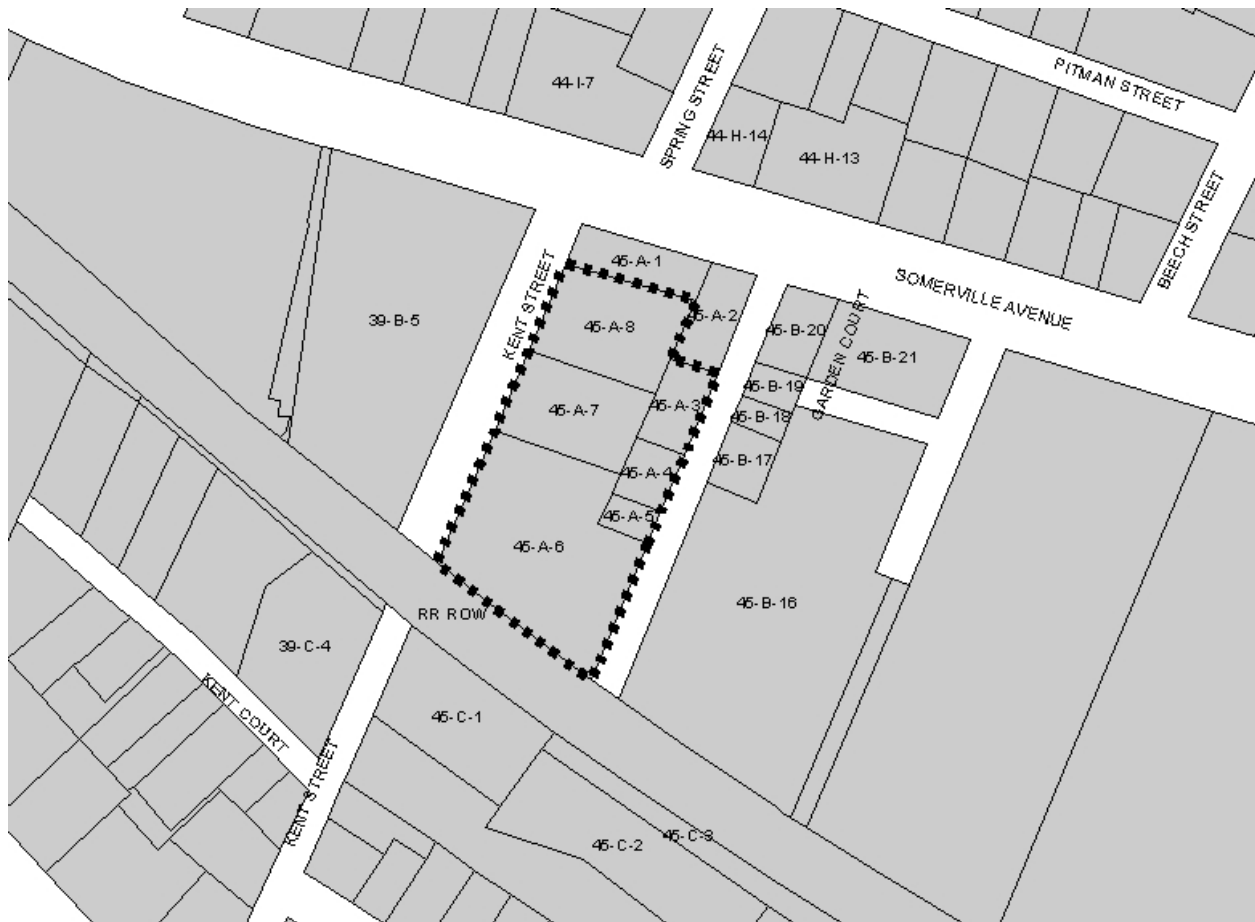 PITMAN STREET
SPRING STREET
44-I-7
44-H-14
44-H-13
BEECH STREET
45-A-1
SOMERVILLE AVENUE
KENT STREET
45-A-2
39-B-5
45-A-8
45-B-20
GARDEN COURT
45-B-21
45-B-19
45-A-3
45-A-7
45-B-18
45-B-17
45-A-4
45-A-5
45-A-6
45-B-16
RR ROW
39-C-4
KENT COURT
45-C-1
KENT STREET
45-C-3
45-C-2